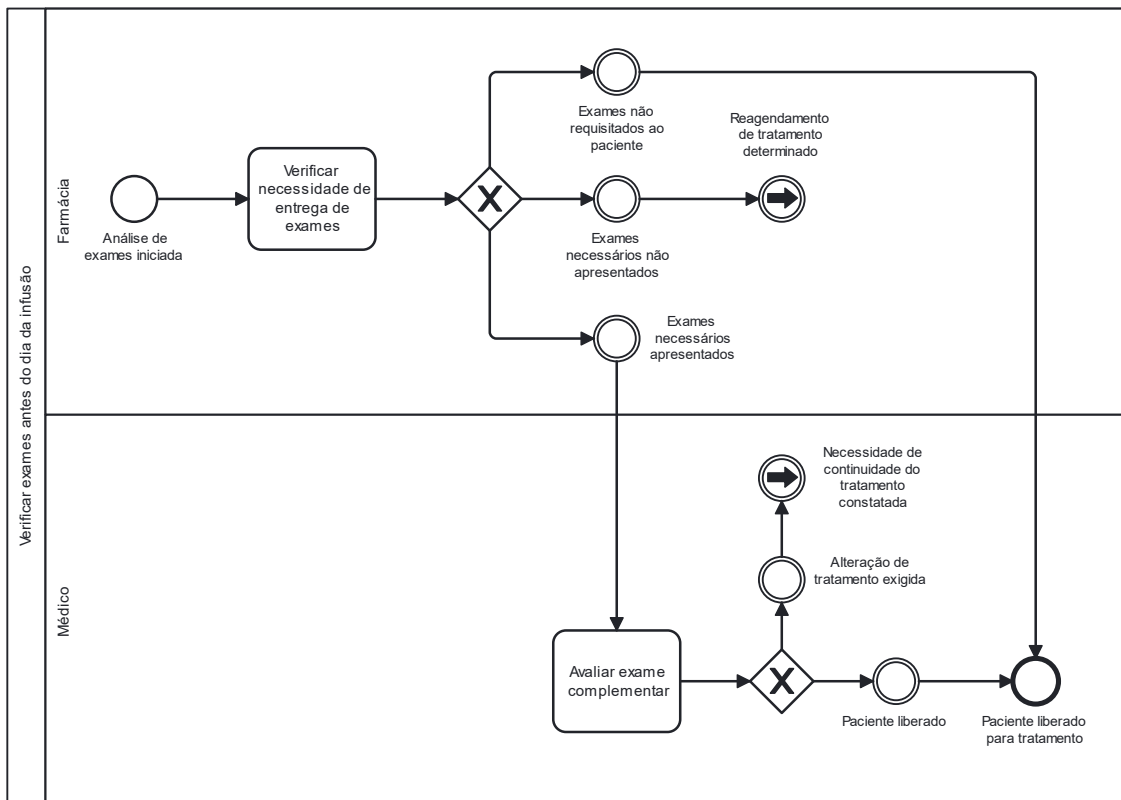 Verificar exames antes do dia da infusão
Farmácia
Análise de
exames iniciada
Verificar
necessidade de
entrega de
exames
Exames não
requisitados ao
paciente
Exames
necessários não
apresentados
Reagendamento
de tratamento
determinado
Exames
necessários
apresentados
Médico
Avaliar exame
complementar
Necessidade de
continuidade do
tratamento
constatada
Alteração de
tratamento exigida
Paciente liberado
Paciente liberado
para tratamento